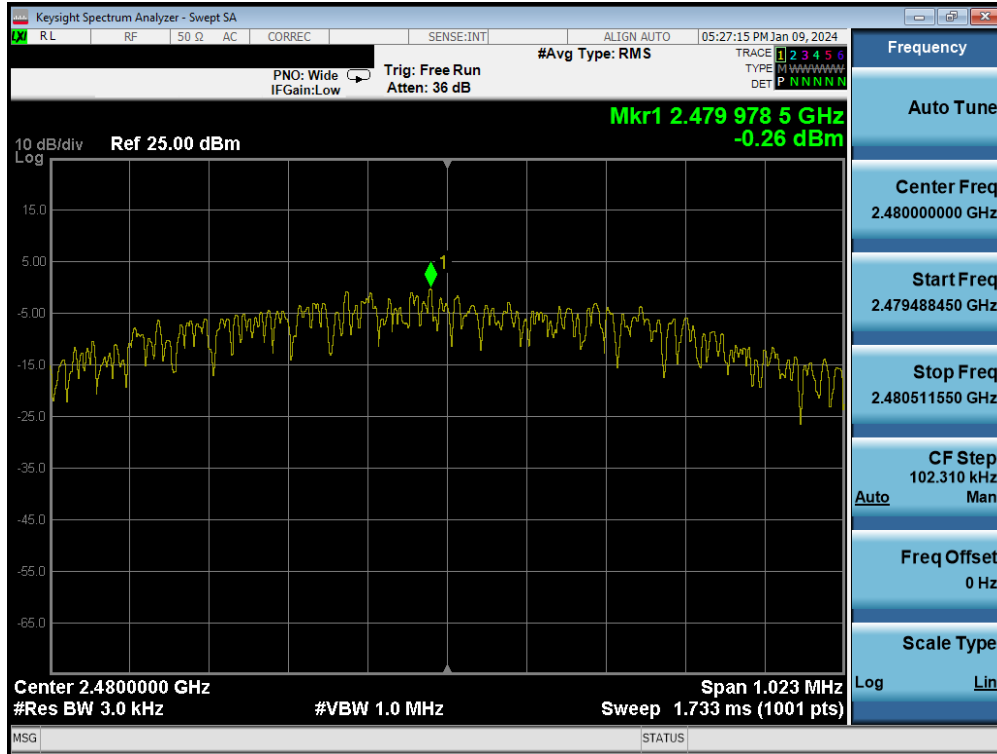 Keysight Spectrum Analyzer - Swept SA
LXI RL RF 50 Ω AC CORREC SENSE:INT ALIGN AUTO 05:27:15 PM Jan 09, 2024
Frequency
#Avg Type: RMS
TRACE 1 2 3 4 5 6
TYPE M W W W W W
DET P N N N N N
PNO: Wide
IFGain:Low
Trig: Free Run
Atten: 36 dB
Auto Tune
Mkr1 2.479 978 5 GHz
-0.26 dBm
10 dB/div
Log
Ref 25.00 dBm
15.0
5.00
-5.00
-15.0
-25.0
-35.0
-45.0
-55.0
-65.0
1
Center Freq
2.480000000 GHz
Start Freq
2.479488450 GHz
Stop Freq
2.480511550 GHz
CF Step
102.310 kHz
Auto Man
Freq Offset
0 Hz
Scale Type
Log Lin
Center 2.4800000 GHz
Span 1.023 MHz
#Res BW 3.0 kHz
#VBW 1.0 MHz
Sweep 1.733 ms (1001 pts)
MSG
STATUS